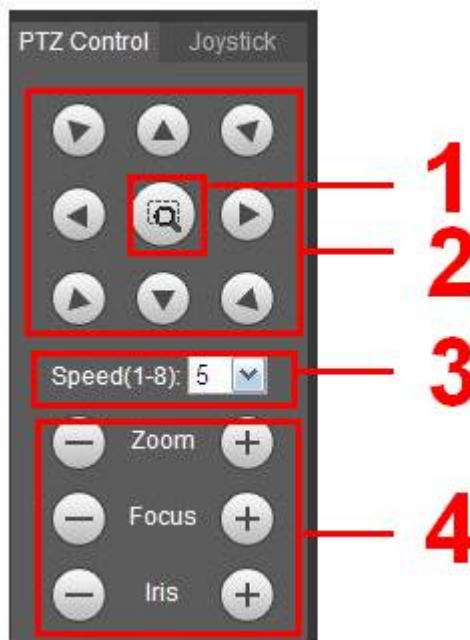 PTZ Control Joystick
1
2
Speed(1-8): 5
3
Zoom
Focus
4
Iris